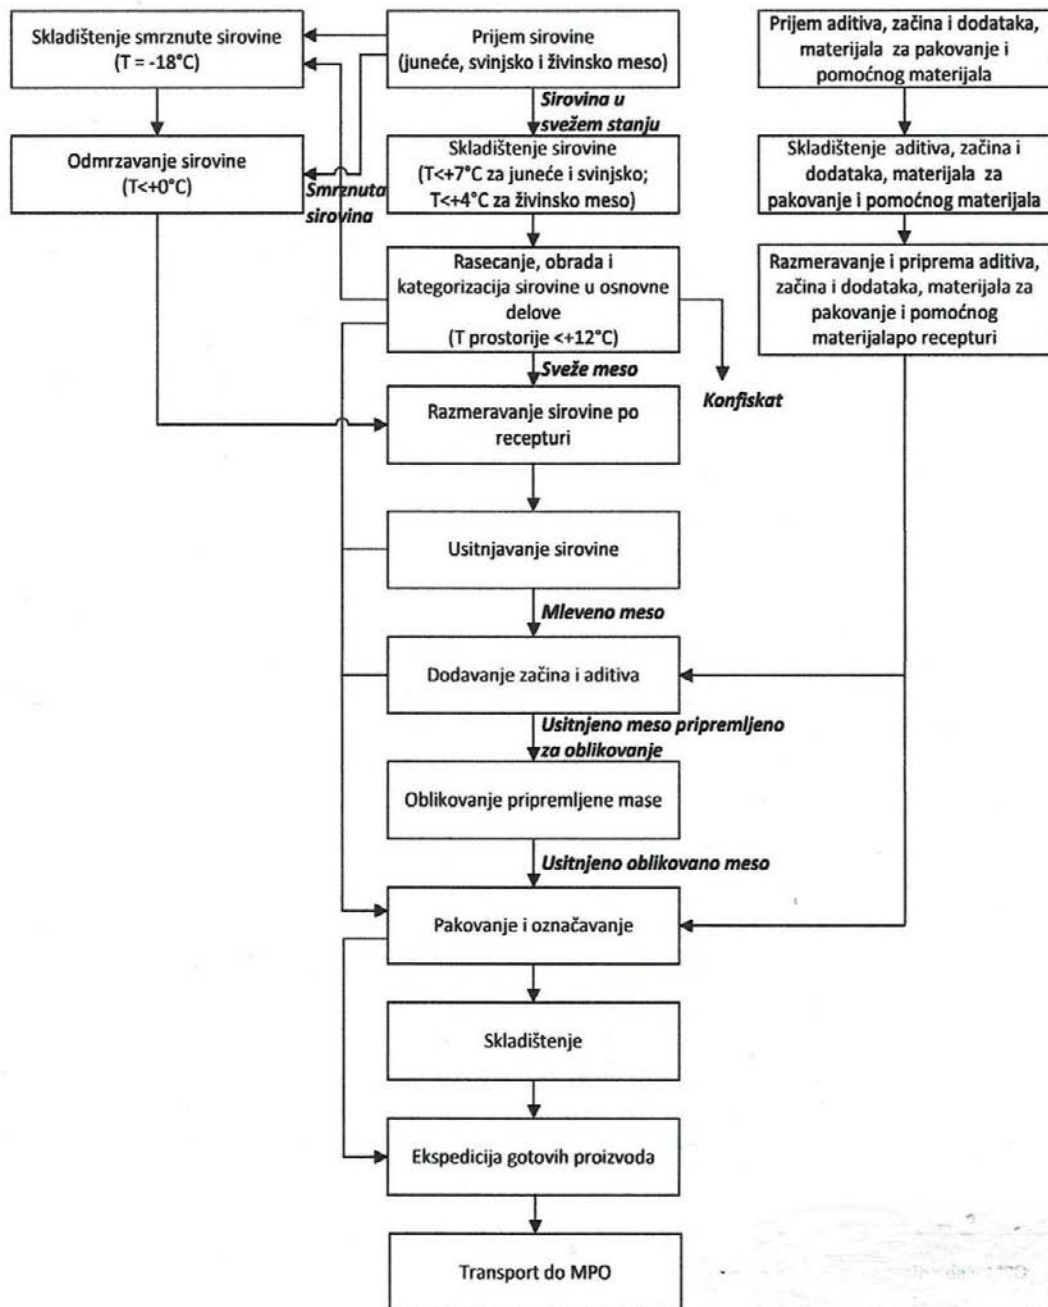 Skladištenje smrznute sirovine
(T = -18°C)
Prijem sirovine
(juneće, svinjsko i živinsko meso)
Prijem aditiva, začina i dodataka,
materijala za pakovanje i
pomoćnog materijala
Sirovina u
svežem stanju
Odmrzavanje sirovine
(T<+0°C)
Smrznuta
sirovina
Skladištenje sirovine
(T<+7°C za juneće i svinjsko;
T<+4°C za živinsko meso)
Skladištenje aditiva, začina i
dodataka, materijala za
pakovanje i pomoćnog materijala
Rasecanje, obrada i
kategorizacija sirovine u osnovne
delove
(T prostorije <+12°C)
Razmeravanje i priprema aditiva,
začina i dodataka, materijala za
pakovanje i pomoćnog
materijalapo recepturi
Sveže meso
Konfiskat
Razmeravanje sirovine po
recepturi
Usitnjavanje sirovine
Mleveno meso
Dodavanje začina i aditiva
Usitnjeno meso pripremljeno
za oblikovanje
Oblikovanje pripremljene mase
Usitnjeno oblikovano meso
Pakovanje i označavanje
Skladištenje
Ekspedicija gotovih proizvoda
Transport do MPO